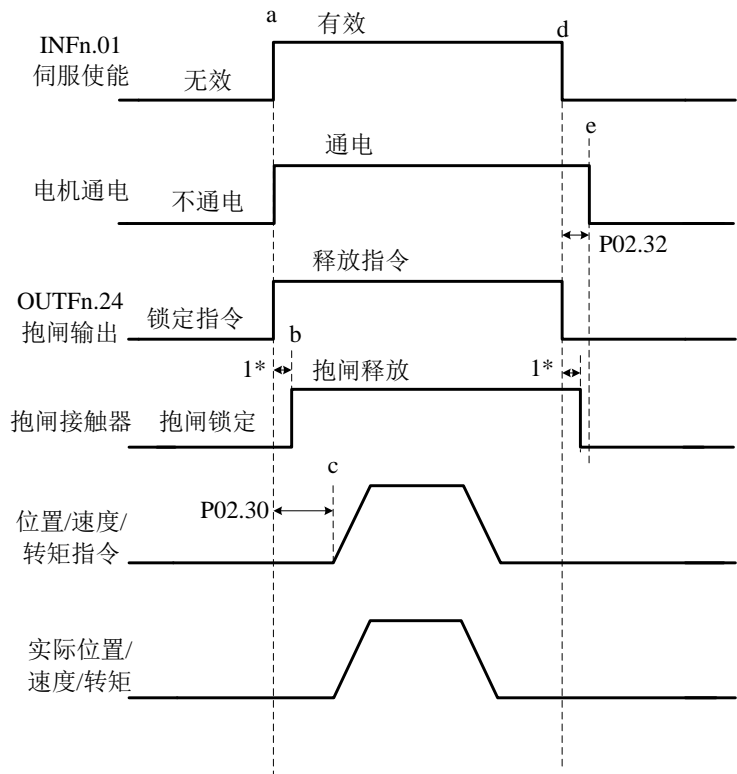 a
有效
d
INFn.01
伺服使能
无效
e
通电
电机通电
不通电
P02.32
释放指令
OUTFn.24
抱闸输出
锁定指令
b
1*
抱闸释放
1*
抱闸接触器
抱闸锁定
c
P02.30
位置/速度/
转矩指令
实际位置/
速度/转矩